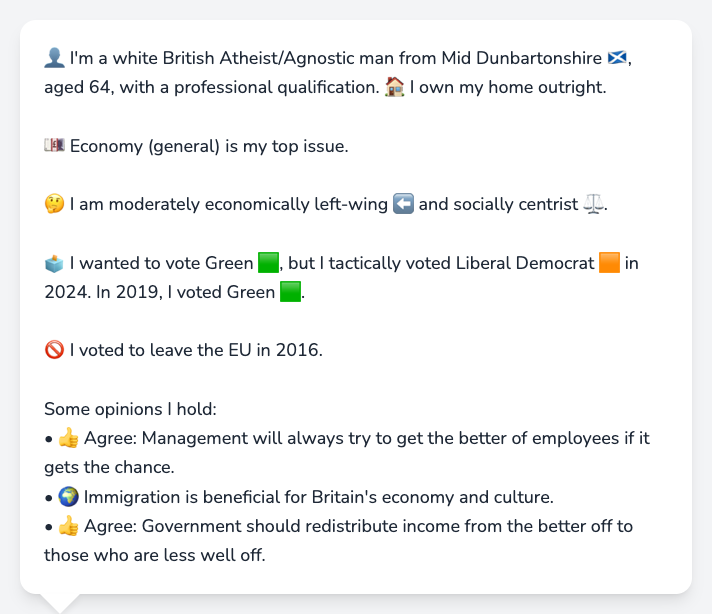 👤 I'm a white British Atheist/Agnostic man from Mid Dunbartonshire 🏴󠁧󠁢󠁳󠁣󠁴󠁿,
aged 64, with a professional qualification. 🏠 I own my home outright.
💷 Economy (general) is my top issue.
🤔 I am moderately economically left-wing ⬅️ and socially centrist ⚖️.
🗳️ I wanted to vote Green 🟩, but I tactically voted Liberal Democrat 🟧 in
2024. In 2019, I voted Green 🟩.
🚫 I voted to leave the EU in 2016.
Some opinions I hold:
• 👍 Agree: Management will always try to get the better of employees if it
gets the chance.
• 🌍 Immigration is beneficial for Britain's economy and culture.
• 👍 Agree: Government should redistribute income from the better off to
those who are less well off.